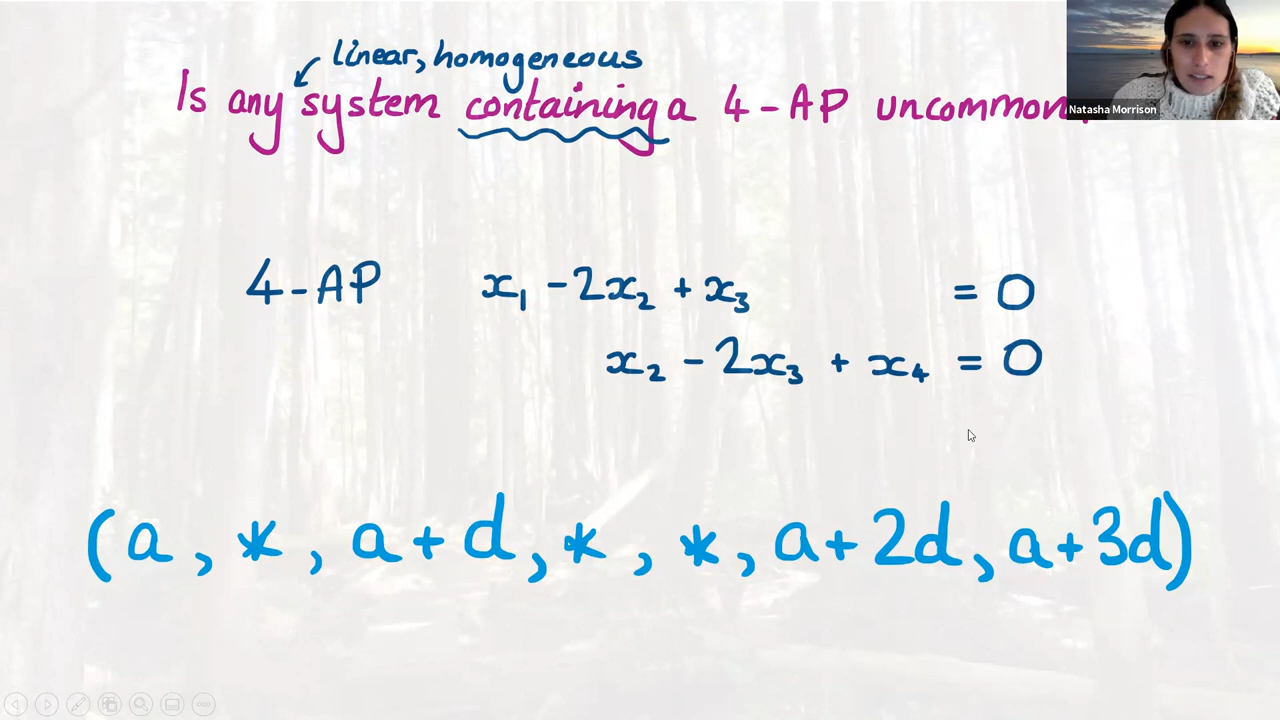 linear, homogeneous
Is any system containing a 4-AP uncommon
Natasha Morrison
4-AP x₁ - 2x₂ + x₃ = 0
x₂ - 2x₃ + x₄ = 0
(a, *, a+d, *, *, a+2d, a+3d)